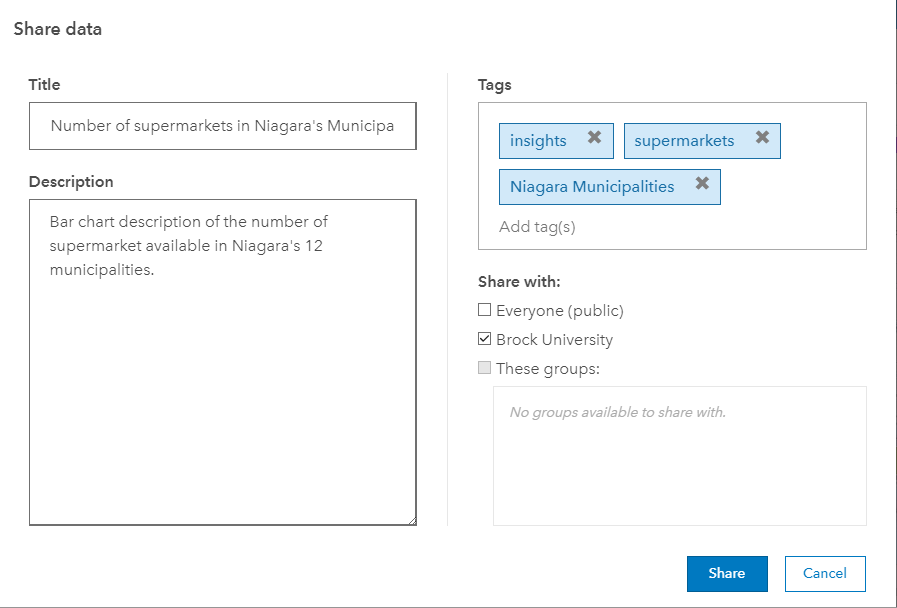 Share data
Title
Number of supermarkets in Niagara's Municipa
Description
Bar chart description of the number of
supermarket available in Niagara's 12
municipalities.
Tags
insights
supermarkets
Niagara Municipalities
Add tag(s)
Share with:
Everyone (public)
Brock University
These groups:
No groups available to share with.
Share
Cancel